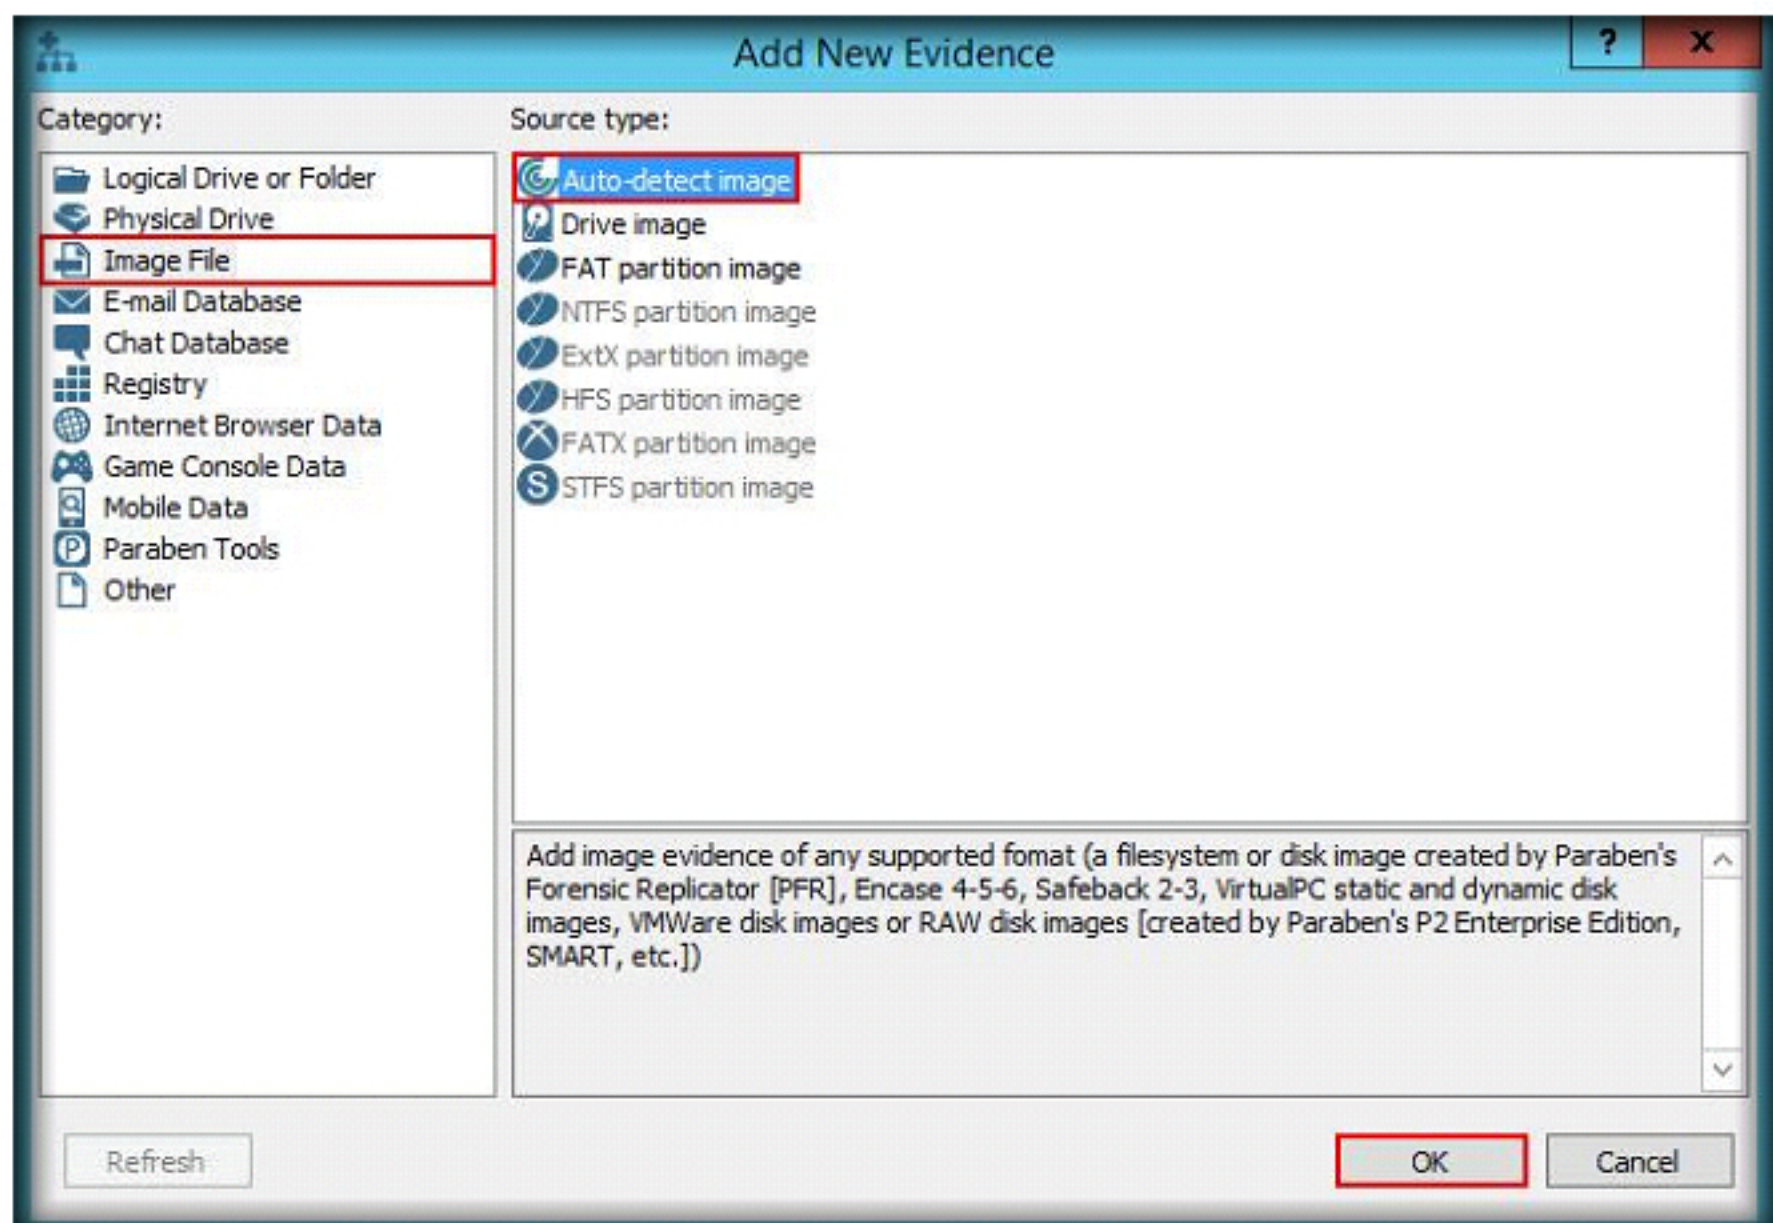 Add New Evidence
?
x
Category:
Logical Drive or Folder
Physical Drive
Image File
E-mail Database
Chat Database
Registry
Internet Browser Data
Game Console Data
Mobile Data
Paraben Tools
Other
Source type:
Auto-detect image
Drive image
FAT partition image
NTFS partition image
ExtX partition image
HFS partition image
FATX partition image
STFS partition image
Add image evidence of any supported fomat (a filesystem or disk image created by Paraben's
Forensic Replicator [PFR], Encase 4-5-6, Safeback 2-3, VirtualPC static and dynamic disk
images, VMWare disk images or RAW disk images [created by Paraben's P2 Enterprise Edition,
SMART, etc.])
Refresh
OK
Cancel